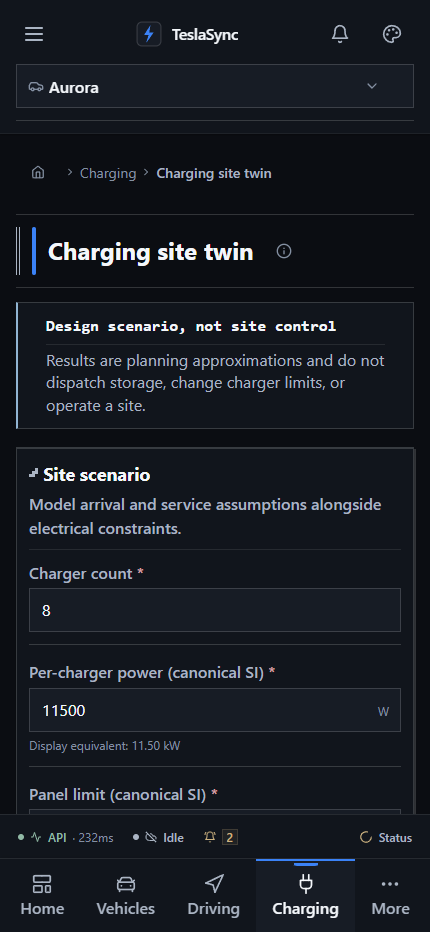 TeslaSync
Aurora
Charging
Charging site twin
Charging site twin
Design scenario, not site control
Results are planning approximations and do not
dispatch storage, change charger limits, or
operate a site.
Site scenario
Model arrival and service assumptions alongside
electrical constraints.
Charger count *
8
Per-charger power (canonical SI) *
11500
W
Display equivalent: 11.50 kW
Panel limit (canonical SI) *
API · 232ms
Idle
2
Status
Home
Vehicles
Driving
Charging
More